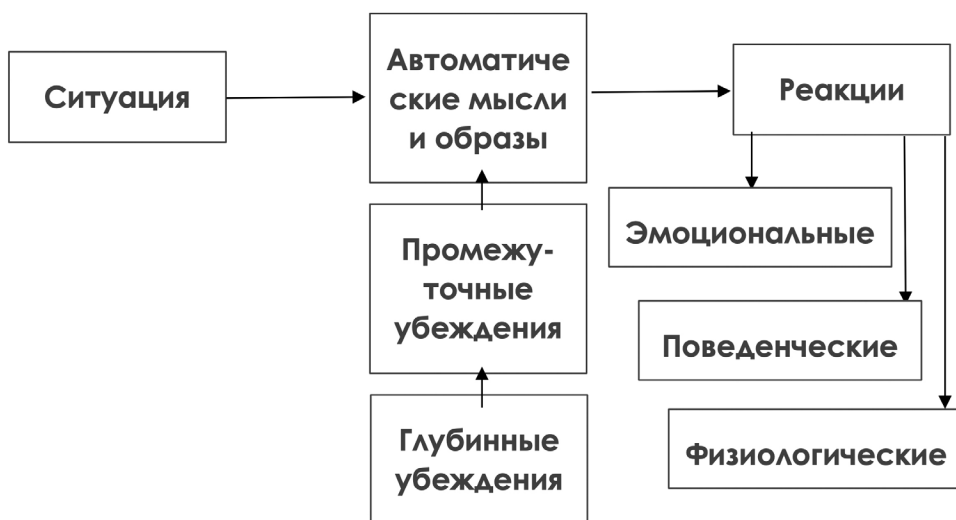 Ситуация
Автоматиче
ские мысли
и образы
Реакции
Эмоциональные
Промежу-
точные
убеждения
Поведенческие
Глубинные
убеждения
Физиологические